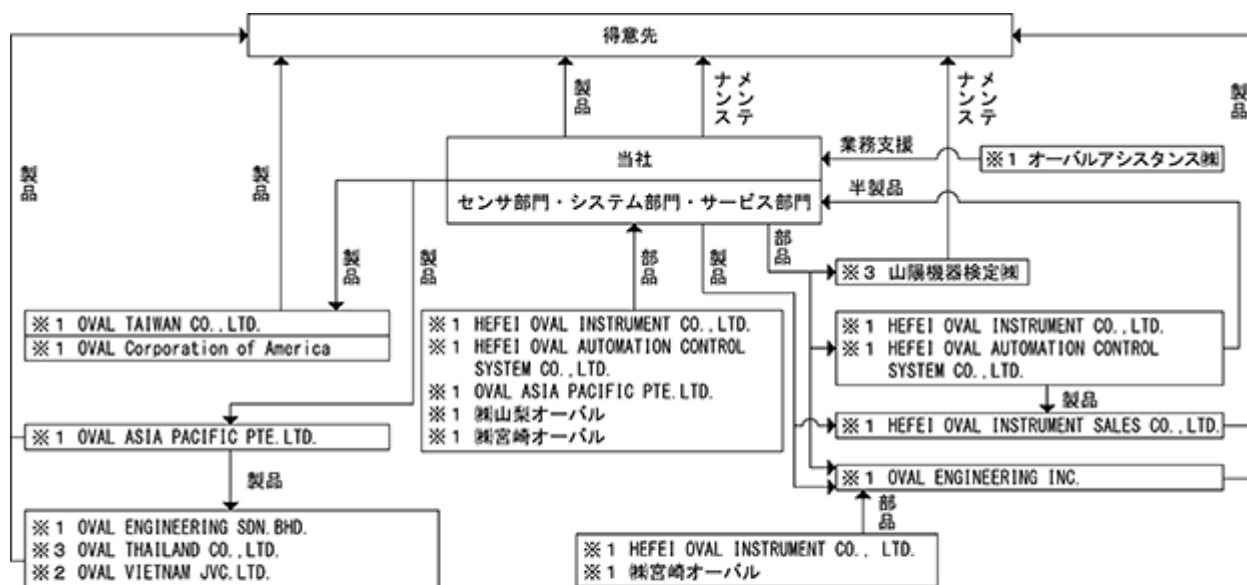 得意先
製品
メンテ
ナンス
メンテ
ナンス
製品
製品
製品
当社
センサ部門・システム部門・サービス部門
業務支援
※1 オーバルアシスタンス㈱
半製品
製品
製品
部品
製品
部品
※3 山陽機器検定㈱
※1 OVAL TAIWAN CO.,LTD.
※1 OVAL Corporation of America
※1 HEFEI OVAL INSTRUMENT CO.,LTD.
※1 HEFEI OVAL AUTOMATION CONTROL
SYSTEM CO.,LTD.
※1 OVAL ASIA PACIFIC PTE.LTD.
※1 ㈱山梨オーバル
※1 ㈱宮崎オーバル
※1 HEFEI OVAL INSTRUMENT CO.,LTD.
※1 HEFEI OVAL AUTOMATION CONTROL
SYSTEM CO.,LTD.
製品
※1 OVAL ASIA PACIFIC PTE.LTD.
※1 HEFEI OVAL INSTRUMENT SALES CO.,LTD.
製品
※1 OVAL ENGINEERING INC.
部品
※1 OVAL ENGINEERING SDN.BHD.
※3 OVAL THAILAND CO.,LTD.
※2 OVAL VIETNAM JVC.LTD.
※1 HEFEI OVAL INSTRUMENT CO., LTD.
※1 ㈱宮崎オーバル